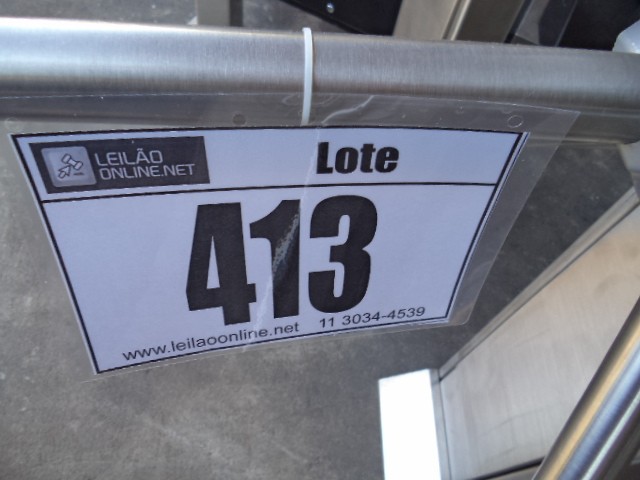 LEILÃO
ONLINE.NET
Lote
413
www.leilaoonline.net 11 3034-4539